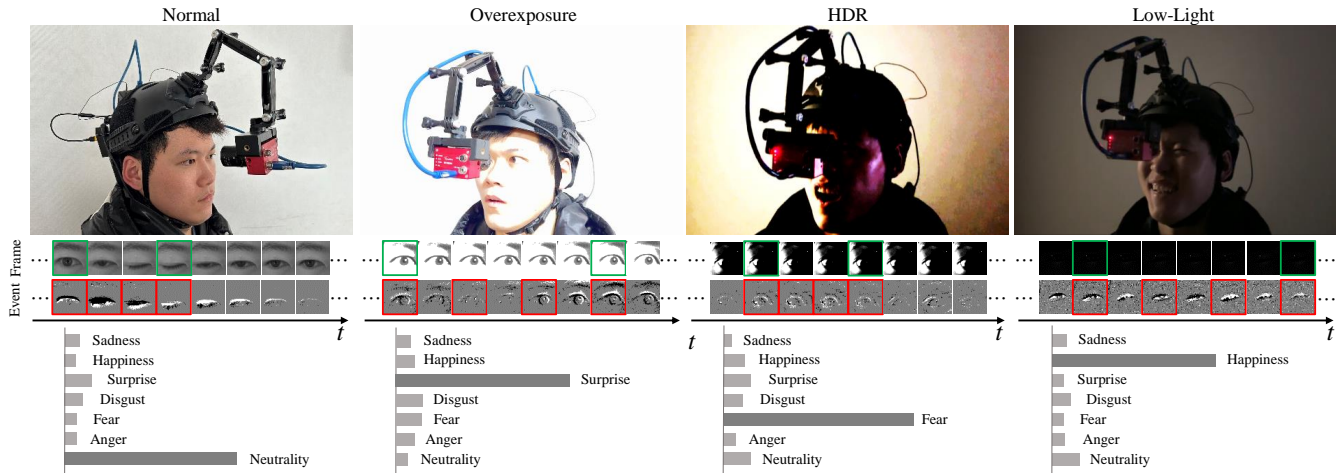 Normal
Overexposure
HDR
Low-Light
Frame
Event
... ... ... ... ... ... ... ...
... ... ... ... ... ... ... ...
t
t
t
t
Sadness
Happiness
Surprise
Disgust
Fear
Anger
Neutrality
Sadness
Happiness
Surprise
Disgust
Fear
Anger
Neutrality
Sadness
Happiness
Surprise
Disgust
Fear
Anger
Neutrality
Sadness
Happiness
Surprise
Disgust
Fear
Anger
Neutrality